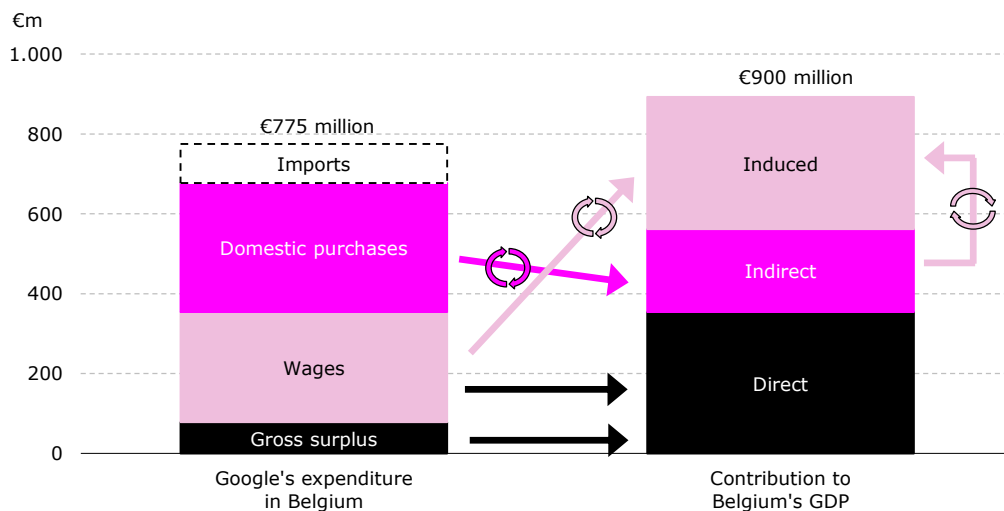 €m
1.000
800
600
400
200
0
€775 million
Imports
Domestic purchases
Wages
Gross surplus
€900 million
Induced
Indirect
Direct
Google's expenditure
in Belgium
Contribution to
Belgium's GDP